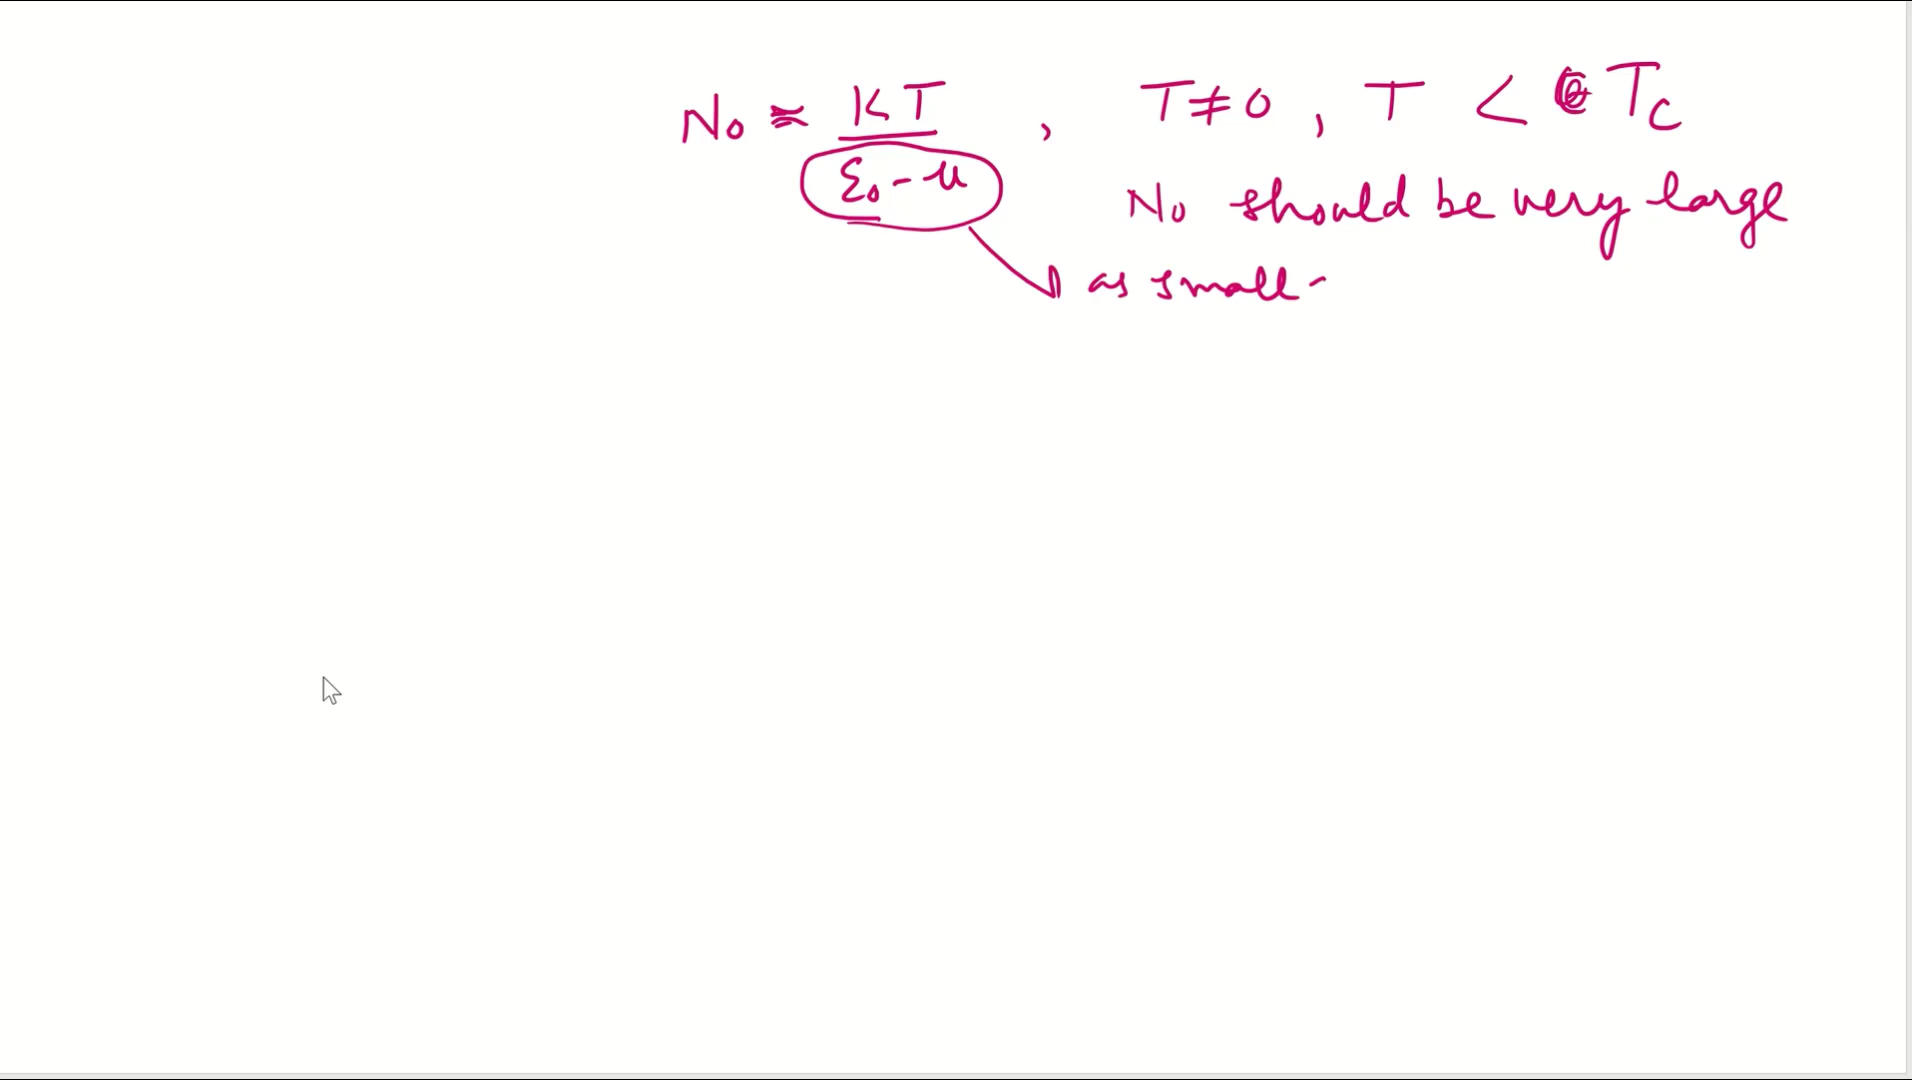 N₀ ≈ KT / (ε₀ - μ) , T ≠ 0 , T < Tc
N₀ should be very large
as small -